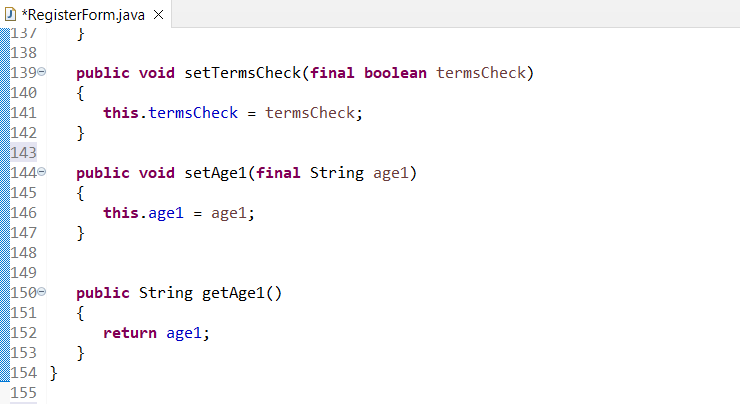 *RegisterForm.java
137 }
138
139 public void setTermsCheck(final boolean termsCheck)
140 {
141 this.termsCheck = termsCheck;
142 }
143
144 public void setAge1(final String age1)
145 {
146 this.age1 = age1;
147 }
148
149
150 public String getAge1()
151 {
152 return age1;
153 }
154 }
155